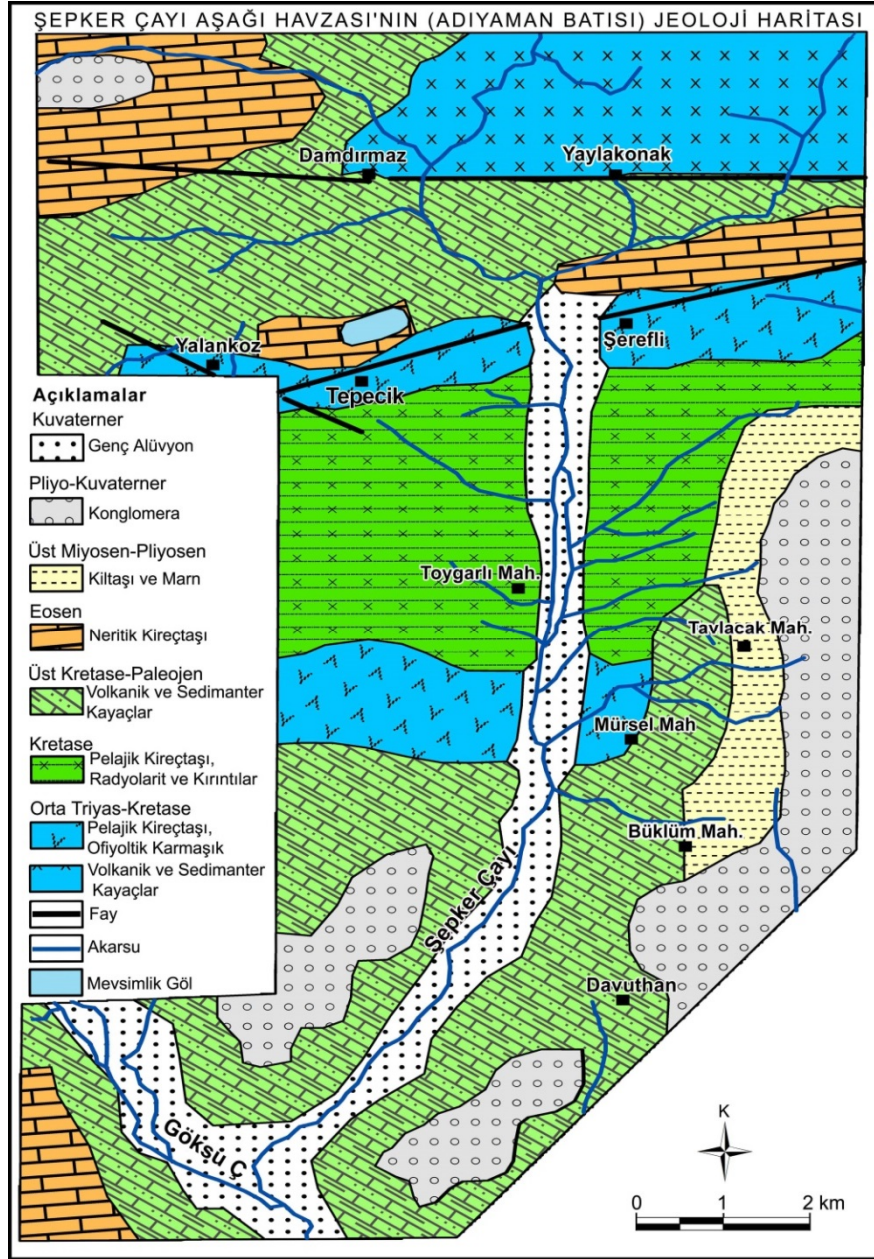 ŞEPKER ÇAYI AŞAĞI HAVZASI'NIN (ADIYAMAN BATISI) JEOLOJİ HARİTASI
Damdırmaz
Yaylakonak
Yalankoz
Şerefli
Tepecik
Açıklamalar
Kuvaterner
Genç Alüvyon
Pliyo-Kuvaterner
Konglomera
Üst Miyosen-Pliyosen
Kiltaşı ve Marn
Eosen
Neritik Kireçtaşı
Üst Kretase-Paleojen
Volkanik ve Sedimanter
Kayaçlar
Kretase
Pelajik Kireçtaşı,
Radyolarit ve Kırıntılar
Orta Triyas-Kretase
Pelajik Kireçtaşı,
Ofiyoltik Karmaşık
Volkanik ve Sedimanter
Kayaçlar
Fay
Akarsu
Mevsimlik Göl
Toygarlı Mah.
Tavlacak Mah.
Mürsel Mah
Büklüm Mah.
Şepker Çayı
Davuthan
Göksü Ç
K
0 1 2 km